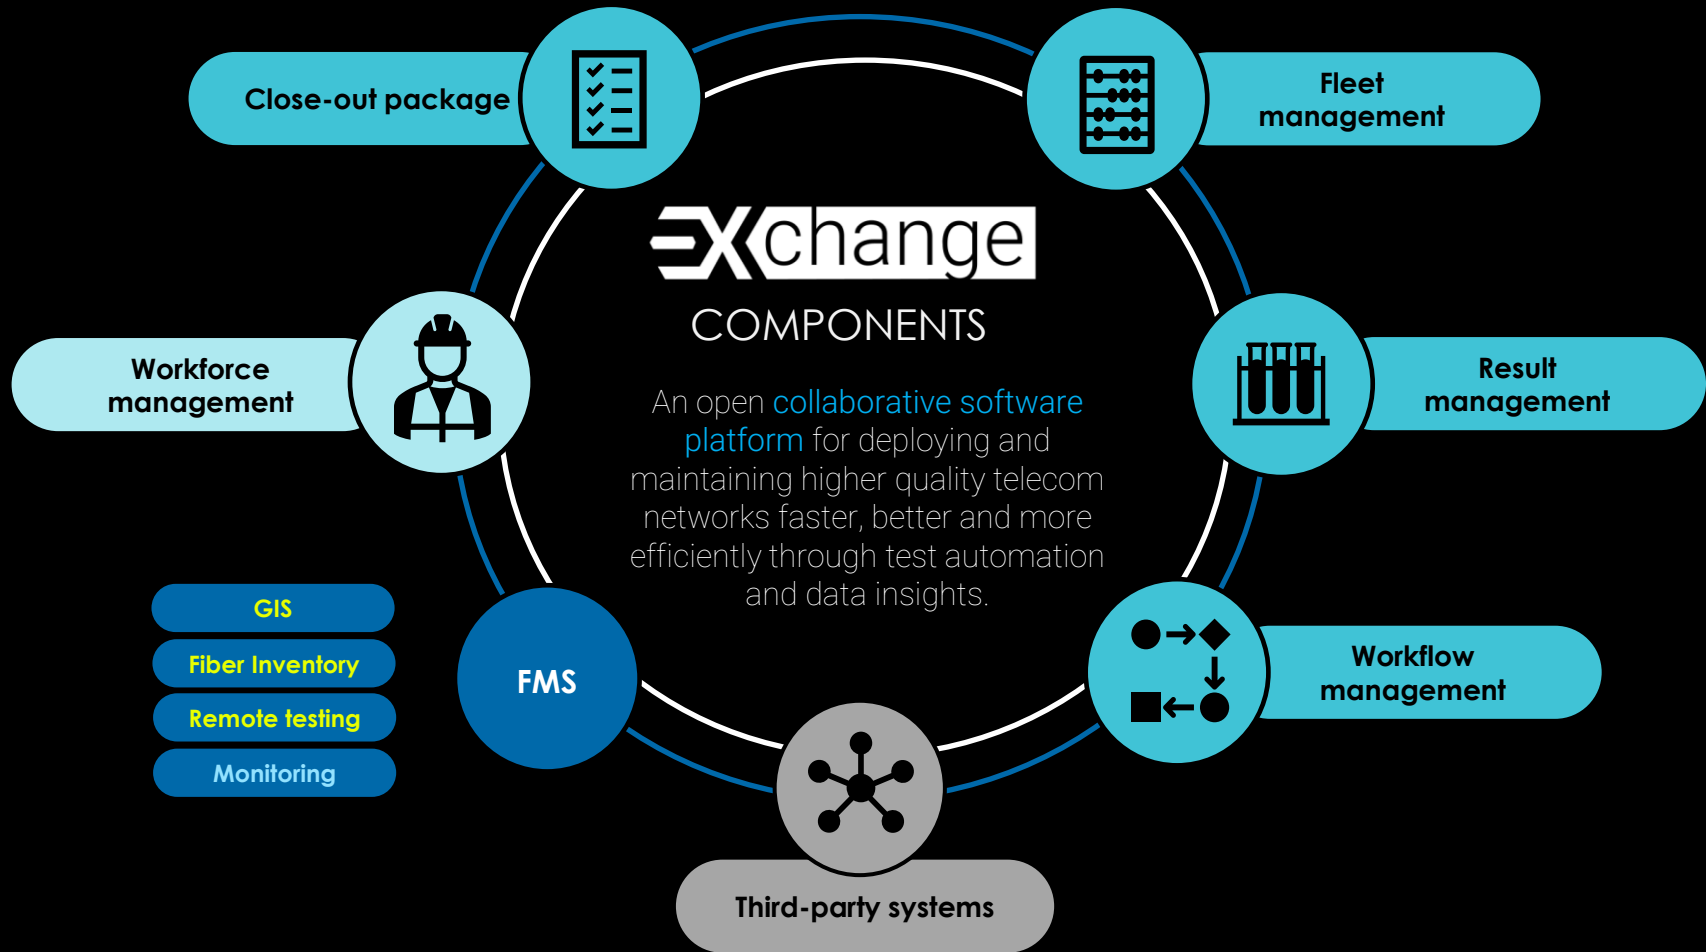 Close-out package
Fleet
management
EXchange
COMPONENTS
Workforce
management
Result
management
An open collaborative software
platform for deploying and
maintaining higher quality telecom
networks faster, better and more
efficiently through test automation
and data insights.
GIS
Fiber Inventory
Remote testing
Monitoring
FMS
Workflow
management
Third-party systems